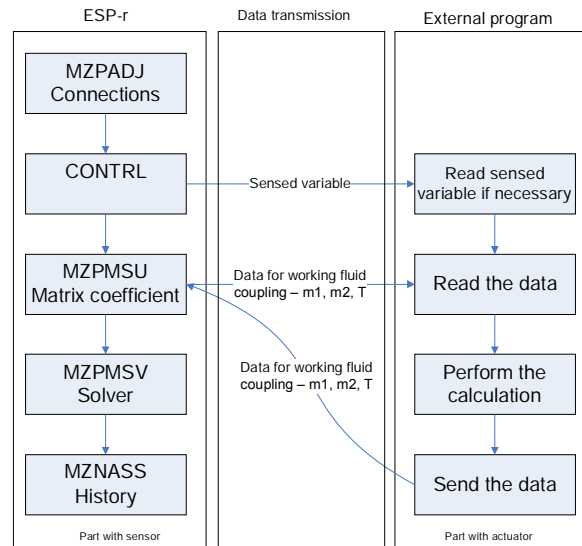 ESP-r
Data transmission
External program
MZPADJ
Connections
CONTRL
Sensed variable
Read sensed
variable if necessary
MZPMSU
Matrix coefficient
Data for working fluid
coupling – m1, m2, T
Read the data
MZPMSV
Solver
Data for working fluid
coupling – m1, m2, T
Perform the
calculation
MZNASS
History
Send the data
Part with sensor
Part with actuator